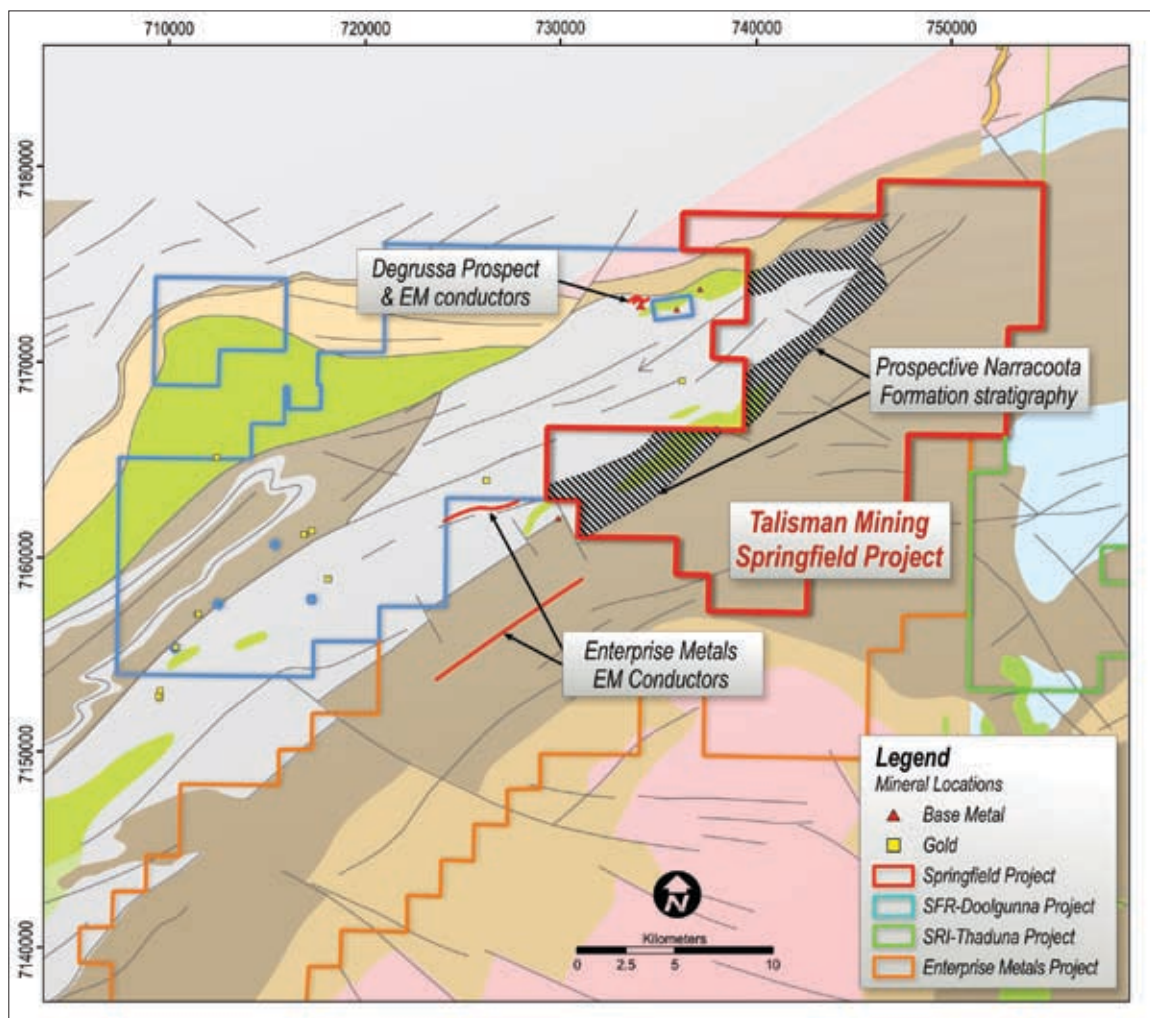 710000
720000
730000
740000
750000
7180000
7170000
7160000
7150000
7140000
Degrussa Prospect
& EM conductors
Prospective Narracoota
Formation stratigraphy
Talisman Mining
Springfield Project
Enterprise Metals
EM Conductors
Legend
Mineral Locations
Base Metal
Gold
Springfield Project
SFR-Doolgunna Project
SRI-Thaduna Project
Enterprise Metals Project
N
Kilometers
0 2.5 5 10